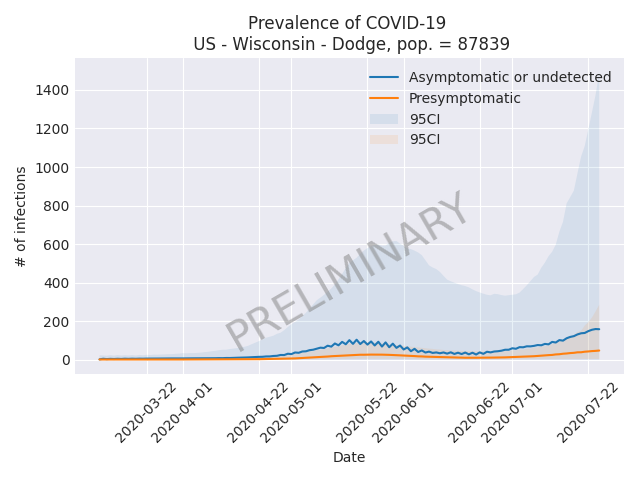 Prevalence of COVID-19
US - Wisconsin - Dodge, pop. = 87839
Asymptomatic or undetected
Presymptomatic
95CI
95CI
# of infections
1400
1200
1000
800
600
400
200
0
PRELIMINARY
2020-03-22
2020-04-01
2020-04-22
2020-05-01
2020-05-22
2020-06-01
2020-06-22
2020-07-01
2020-07-22
Date